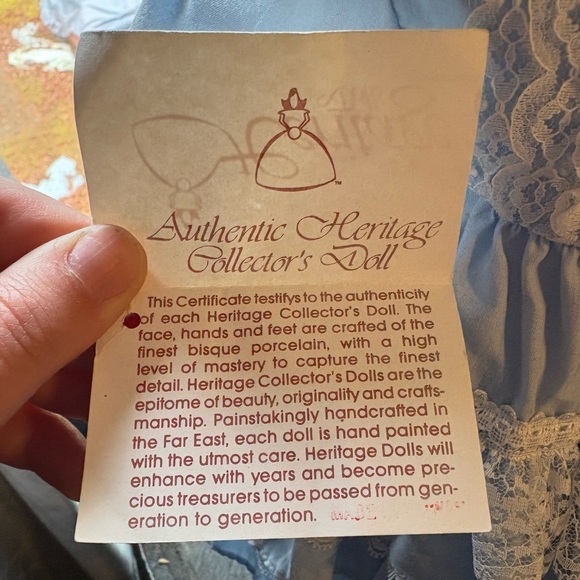 TM
Authentic Heritage
Collector's Doll
This Certificate testifys to the authenticity
of each Heritage Collector's Doll. The
face, hands and feet are crafted of the
finest bisque porcelain, with a high
level of mastery to capture the finest
detail. Heritage Collector's Dolls are the
epitome of beauty, originality and crafts-
manship. Painstakingly handcrafted in
the Far East, each doll is hand painted
with the utmost care. Heritage Dolls will
enhance with years and become pre-
cious treasurers to be passed from gen-
eration to generation. MADE